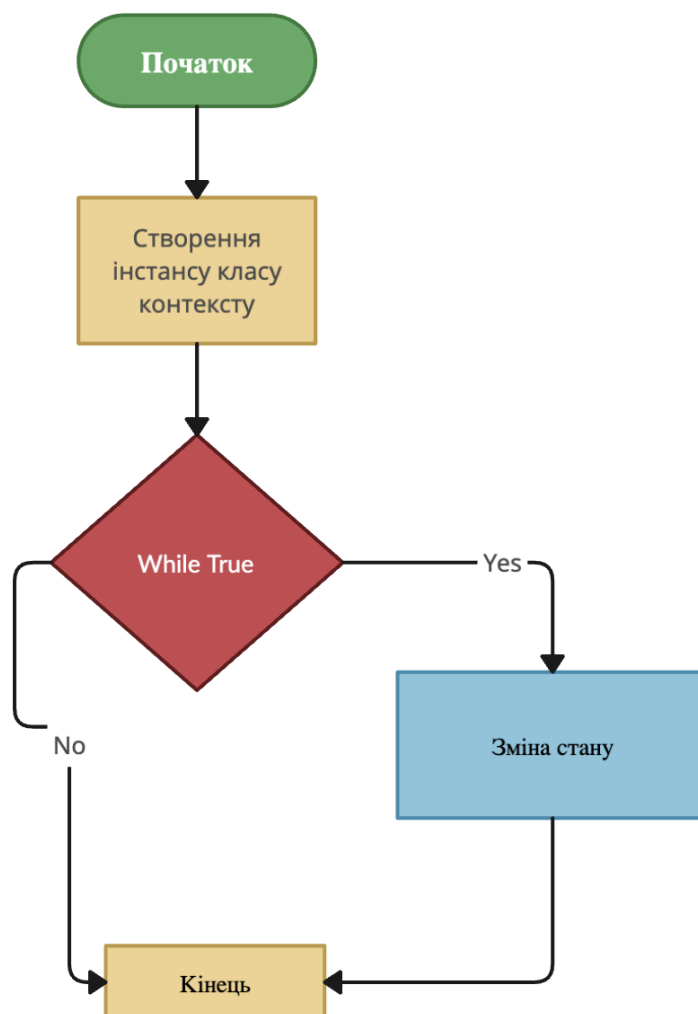 Початок
Створення
інстансу класу
контексту
While True
Yes
No
Зміна стану
Кінець